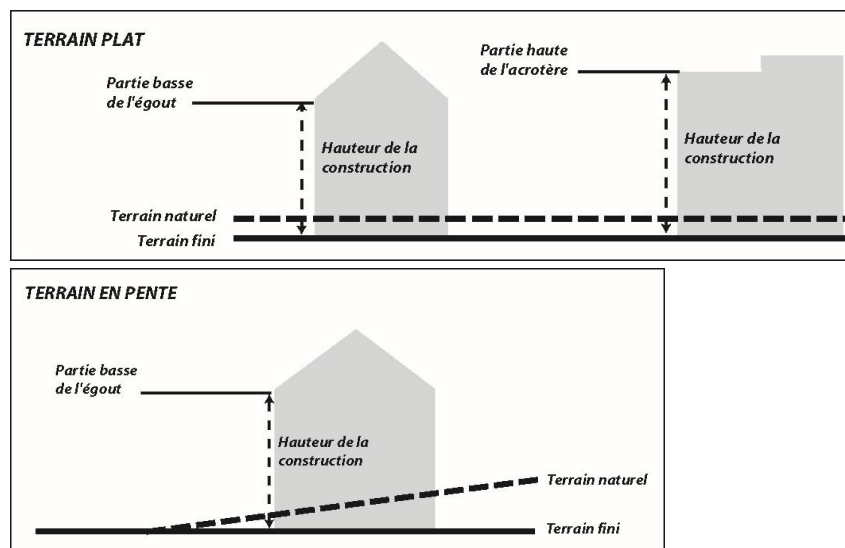 TERRAIN PLAT
Partie basse
de l'égout
Hauteur de la
construction
Partie haute
de l'acrotère
Hauteur de la
construction
Terrain naturel
Terrain fini
TERRAIN EN PENTE
Partie basse
de l'égout
Hauteur de la
construction
Terrain naturel
Terrain fini